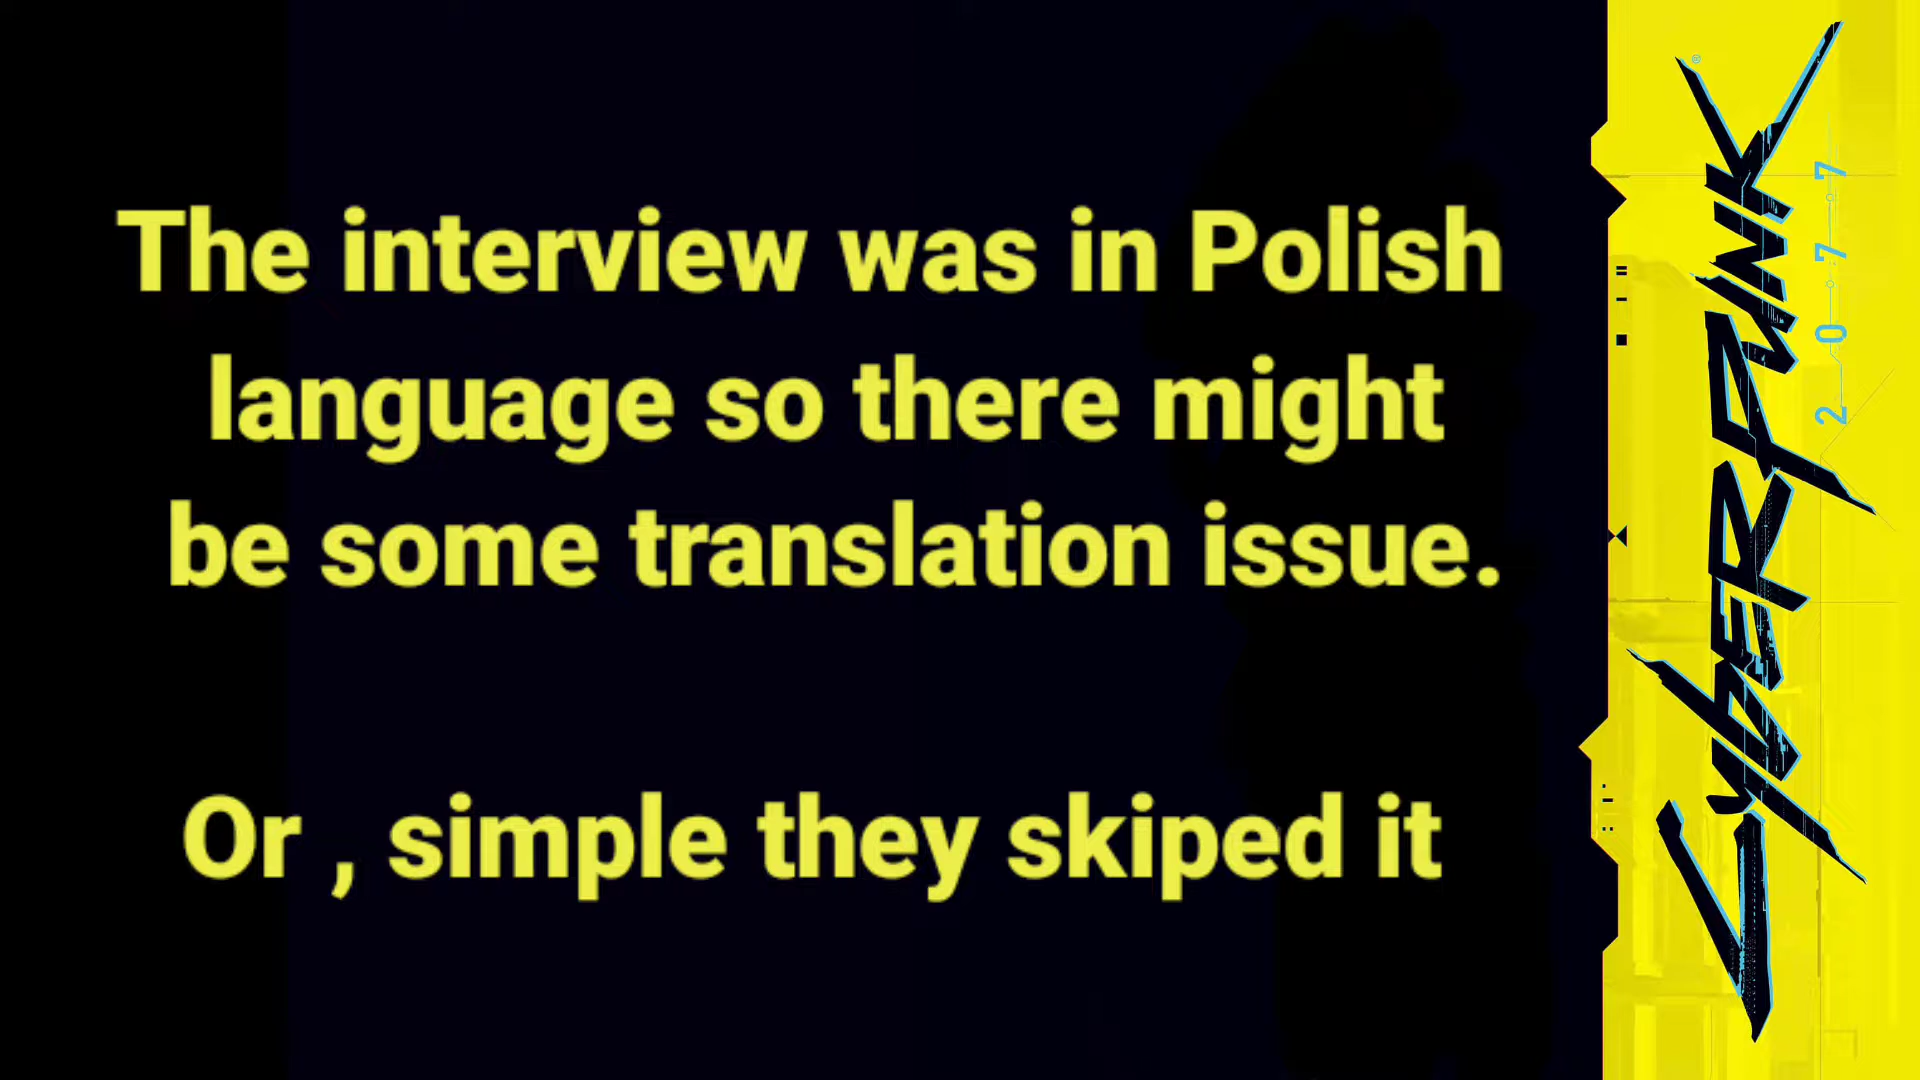 The interview was in Polish
language so there might
be some translation issue.
Or , simple they skiped it
CYBERPUNK
2077